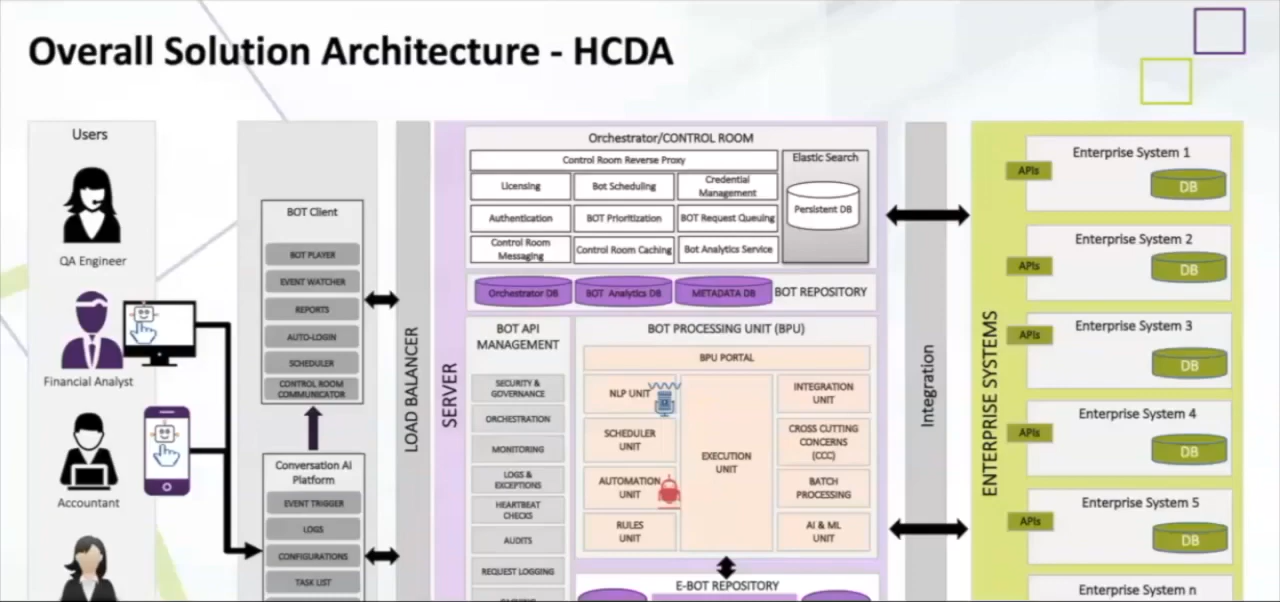 Overall Solution Architecture - HCDA
Users
QA Engineer
Financial Analyst
Accountant
BOT Client
BOT PLAYER
EVENT WATCHER
REPORTS
AUTO-LOGIN
SCHEDULER
CONTROL ROOM
COMMUNICATOR
Conversation AI
Platform
EVENT TRIGGER
LOGS
CONFIGURATIONS
TASK LIST
LOAD BALANCER
SERVER
Orchestrator/CONTROL ROOM
Control Room Reverse Proxy
Licensing
Bot Scheduling
Credential
Management
Authentication
BOT Prioritization
BOT Request Queuing
Control Room
Messaging
Control Room Caching
Bot Analytics Service
Elastic Search
Persistent DB
Orchestrator DB
BOT Analytics DB
METADATA DB
BOT REPOSITORY
BOT API
MANAGEMENT
SECURITY &
GOVERNANCE
ORCHESTRATION
MONITORING
LOGS &
EXCEPTIONS
HEARTBEAT
CHECKS
AUDITS
REQUEST LOGGING
BOT PROCESSING UNIT (BPU)
BPU PORTAL
NLP UNIT
SCHEDULER
UNIT
AUTOMATION
UNIT
RULES
UNIT
EXECUTION
UNIT
INTEGRATION
UNIT
CROSS CUTTING
CONCERNS
(CCC)
BATCH
PROCESSING
AI & ML
UNIT
E-BOT REPOSITORY
Integration
ENTERPRISE SYSTEMS
Enterprise System 1
APIs
DB
Enterprise System 2
APIs
DB
Enterprise System 3
APIs
DB
Enterprise System 4
APIs
DB
Enterprise System 5
APIs
DB
Enterprise System n